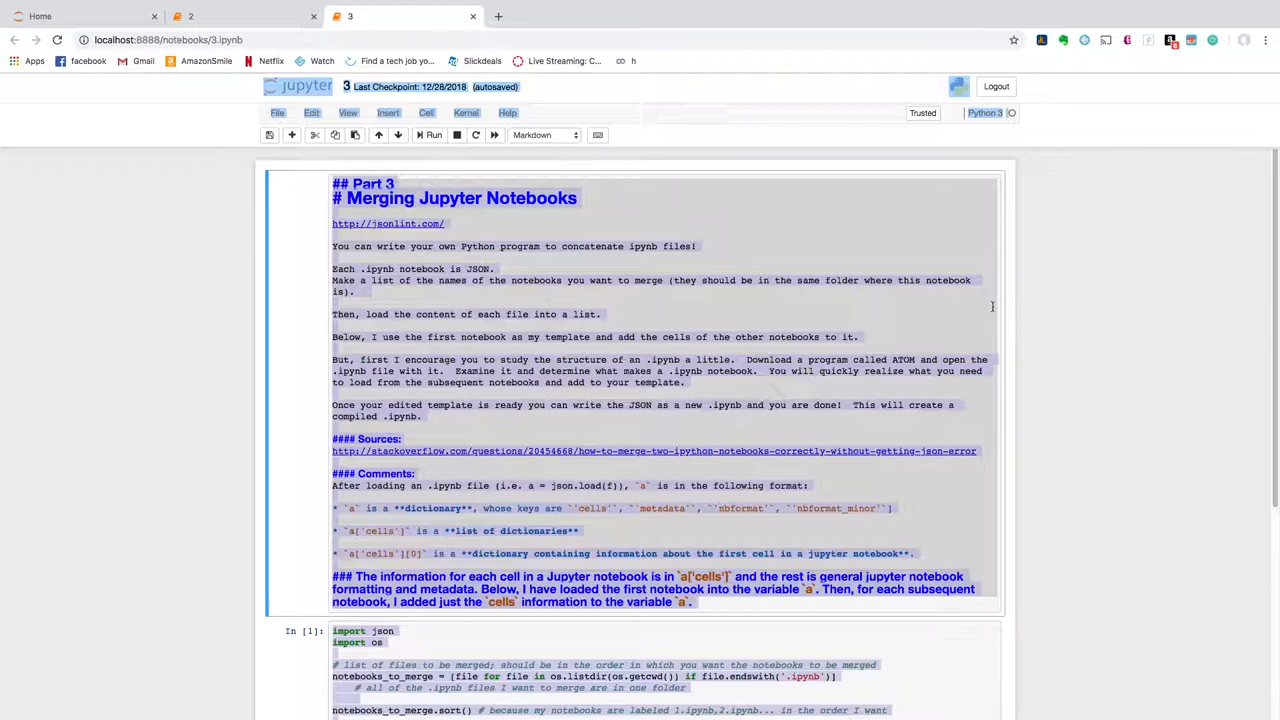 Home
2
3
localhost:8888/notebooks/3.ipynb
Apps facebook Gmail AmazonSmile Netflix Watch Find a tech job yo... Slickdeals Live Streaming: C... h
jupyter 3 Last Checkpoint: 12/28/2018 (autosaved) Logout
File Edit View Insert Cell Kernel Help Trusted Python 3
Run Markdown
## Part 3
# Merging Jupyter Notebooks
http://jsonlint.com/
You can write your own Python program to concatenate ipynb files!
Each .ipynb notebook is JSON.
Make a list of the names of the notebooks you want to merge (they should be in the same folder where this notebook
is).
Then, load the content of each file into a list.
Below, I use the first notebook as my template and add the cells of the other notebooks to it.
But, first I encourage you to study the structure of an .ipynb a little.  Download a program called ATOM and open the
.ipynb file with it.  Examine it and determine what makes a .ipynb notebook.  You will quickly realize what you need
to load from the subsequent notebooks and add to your template.
Once your edited template is ready you can write the JSON as a new .ipynb and you are done!  This will create a
compiled .ipynb.
#### Sources:
http://stackoverflow.com/questions/20454668/how-to-merge-two-ipython-notebooks-correctly-without-getting-json-error
#### Comments:
After loading an .ipynb file (i.e. a = json.load(f)), `a` is in the following format:
* `a` is a **dictionary**, whose keys are `'cells'`, `'metadata'`, `'nbformat'`, `'nbformat_minor'`]
* `a['cells']` is a **list of dictionaries**
* `a['cells'][0]` is a **dictionary containing information about the first cell in a jupyter notebook**.
### The information for each cell in a Jupyter notebook is in `a['cells']` and the rest is general jupyter notebook
formatting and metadata. Below, I have loaded the first notebook into the variable `a`. Then, for each subsequent
notebook, I added just the `cells` information to the variable `a`.
In [1]: import json
import os
# list of files to be merged; should be in the order in which you want the notebooks to be merged
notebooks_to_merge = [file for file in os.listdir(os.getcwd()) if file.endswith('.ipynb')]
# all of the .ipynb files I want to merge are in one folder
notebooks_to_merge.sort() # because my notebooks are labeled 1.ipynb,2.ipynb... in the order I want